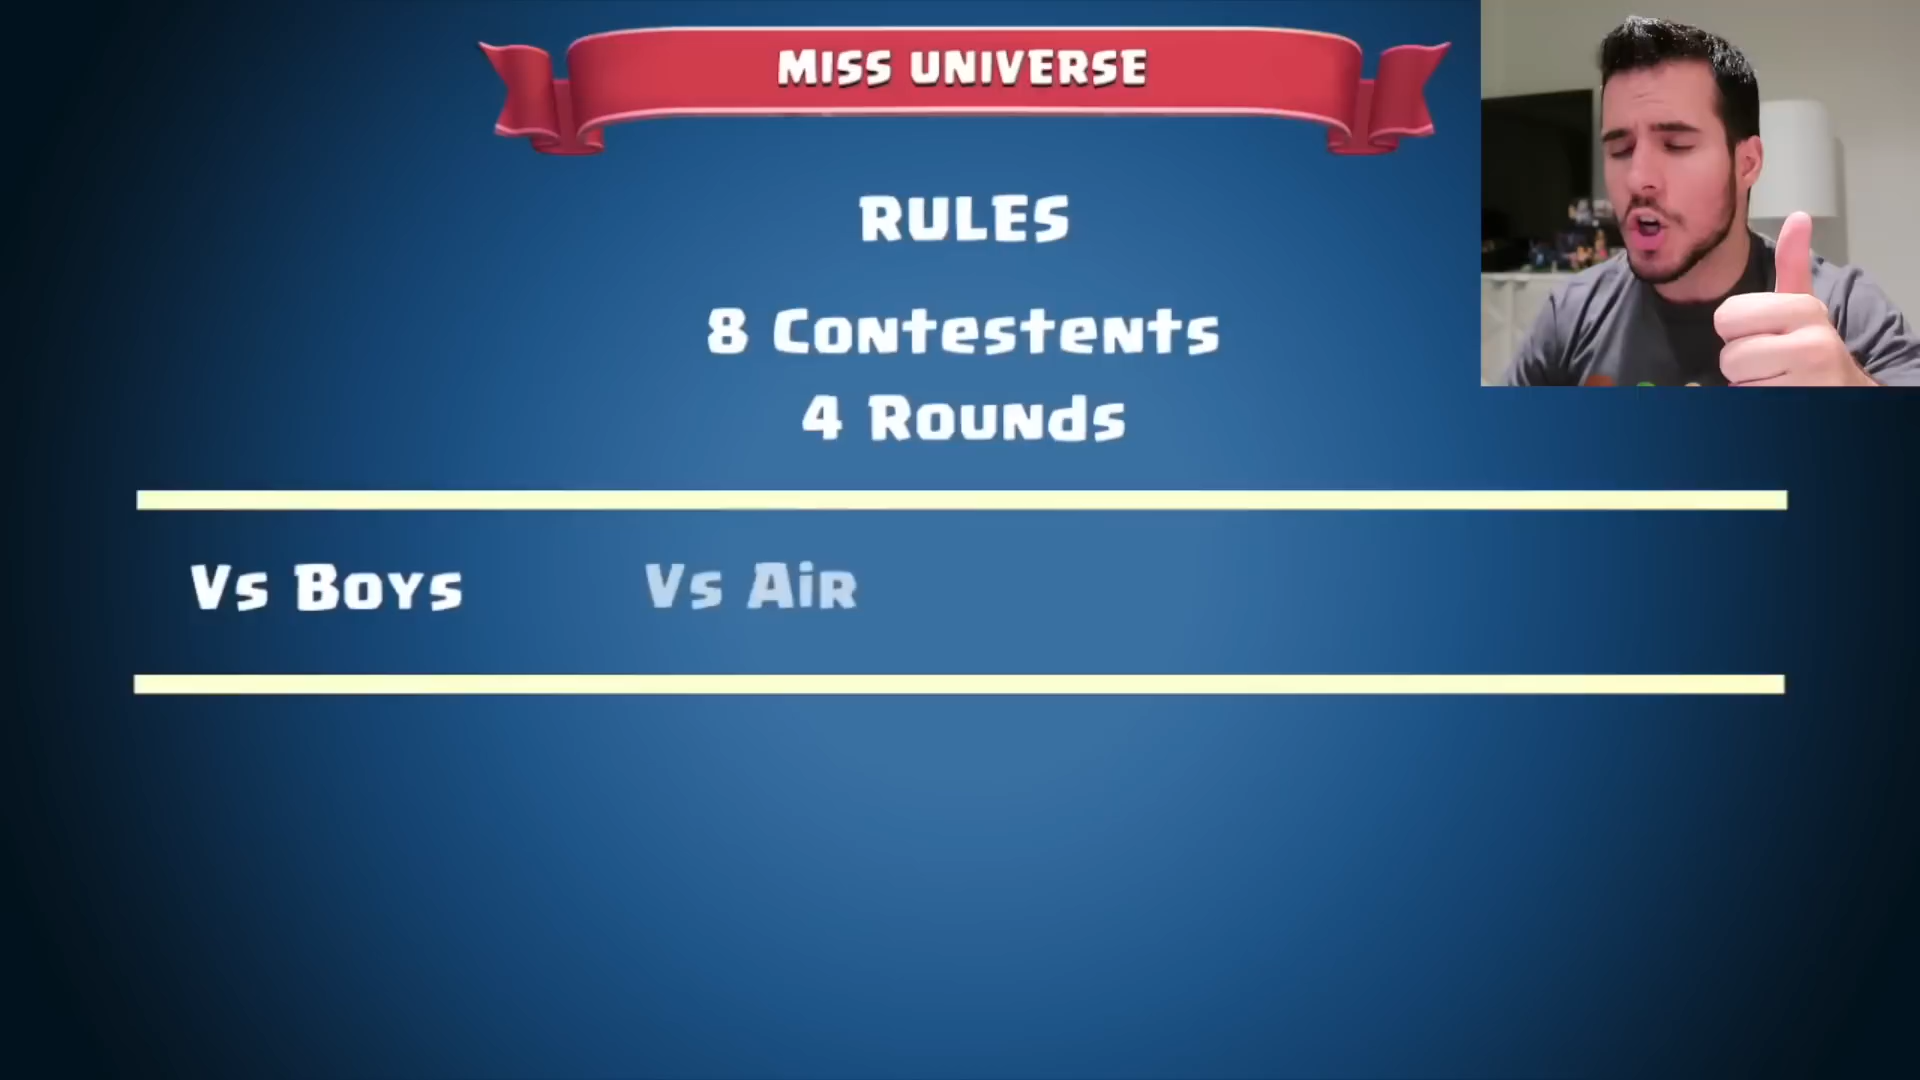 MISS UNIVERSE
RULES
8 Contestents
4 Rounds
Vs Boys Vs Air